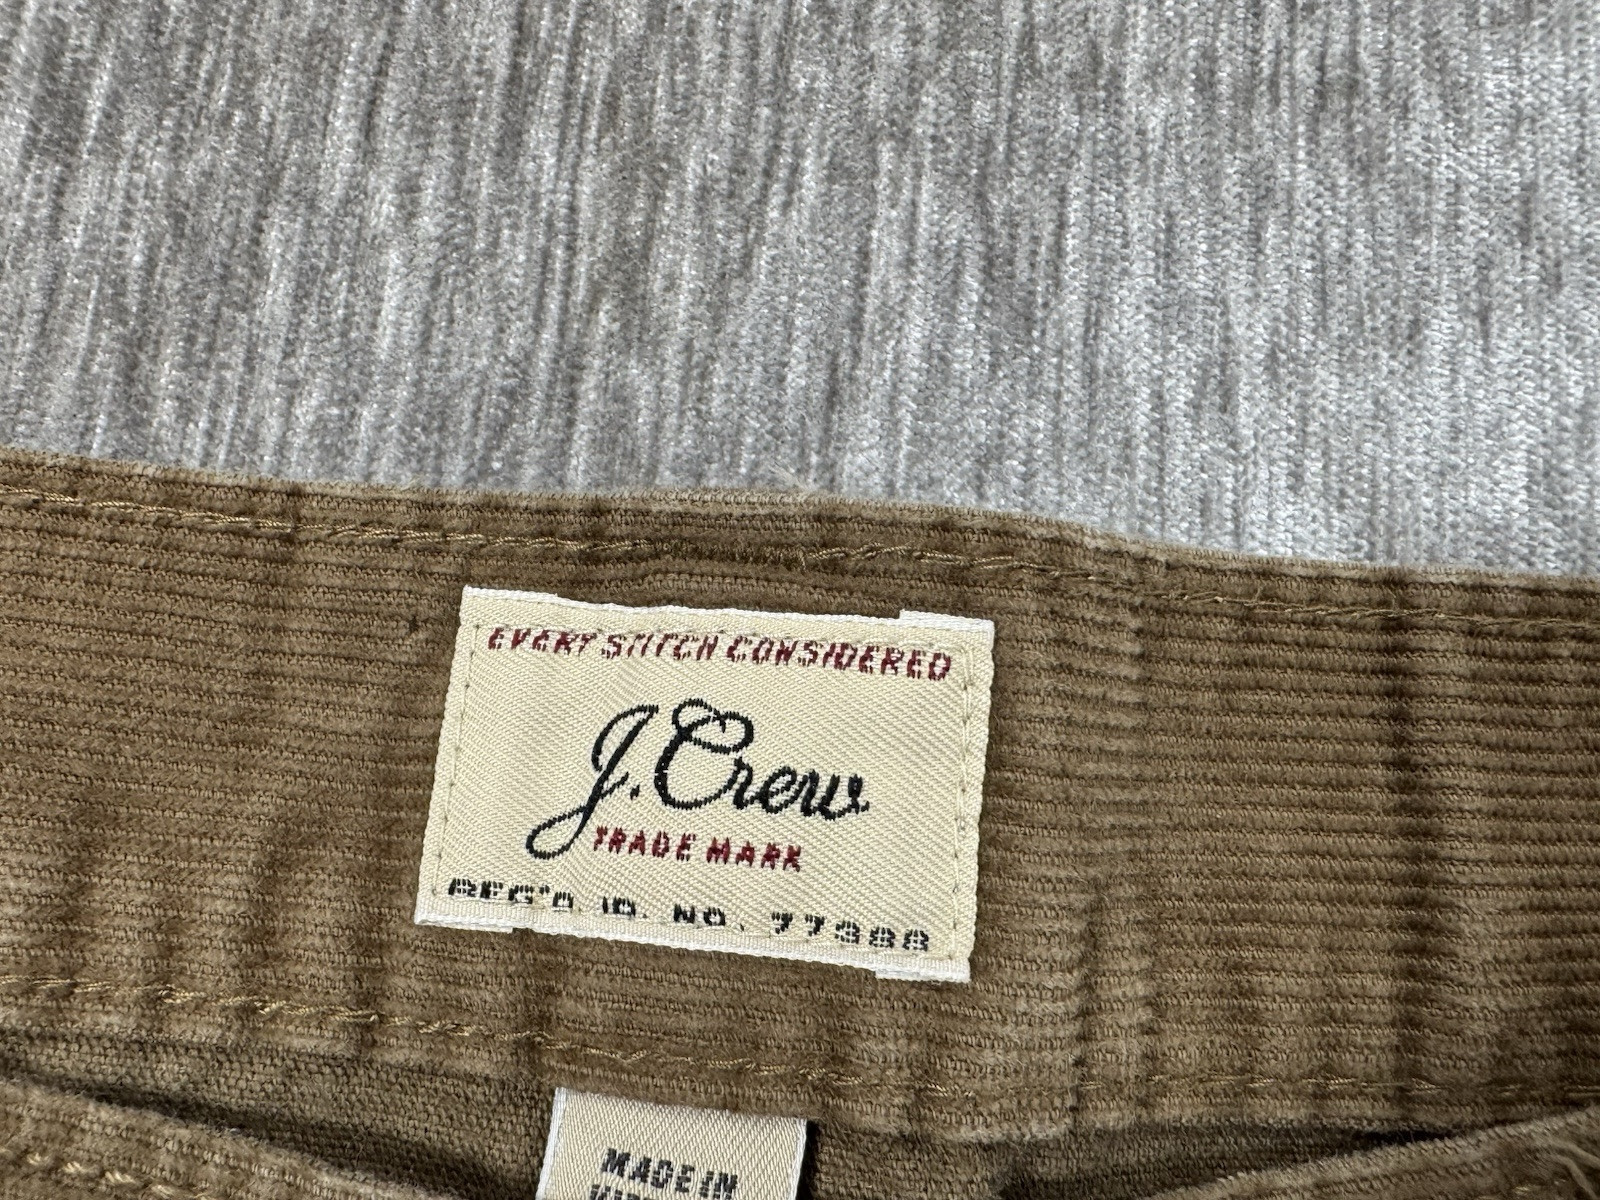 EVERY STITCH CONSIDERED
J.Crew
TRADE MARK
REG'D. ID. NO. 77388
MADE IN